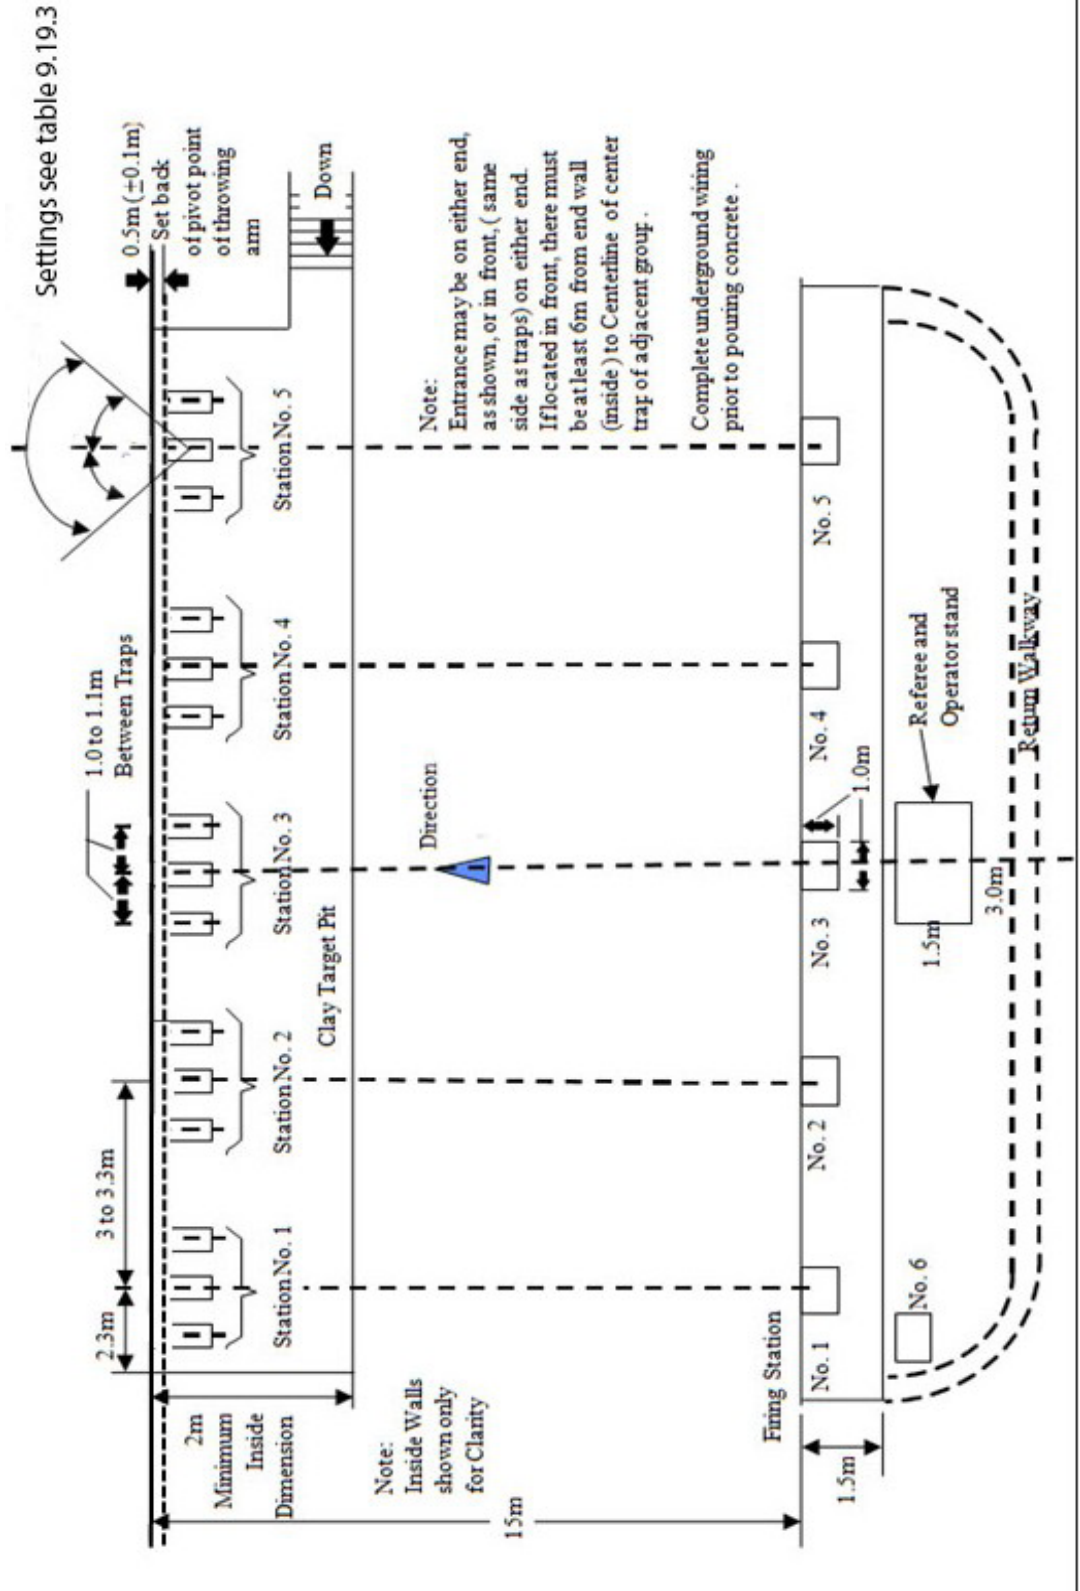 Settings see table 9.19.3
0.5m (±0.1m)
Set back
of pivot point
of throwing
arm
1.0 to 1.1m
Between Traps
3 to 3.3m
2.3m
Station No. 1
Station No. 2
Station No. 3
Station No. 4
Station No. 5
Down
Clay Target Pit
2m
Minimum
Inside
Dimension
Note:
Inside Walls
shown only
for Clarity
Direction
Note:
Entrance may be on either end,
as shown, or in front, ( same
side as traps) on either end.
If located in front, there must
be at least 6m from end wall
(inside ) to Centerline of center
trap of adjacent group.
Complete underground wiring
prior to pouring concrete .
15m
Firing Station
No. 1
No. 2
No. 3
No. 4
No. 5
1.0m
1.5m
No. 6
1.5m
3.0m
Referee and
Operator stand
Return Walkway